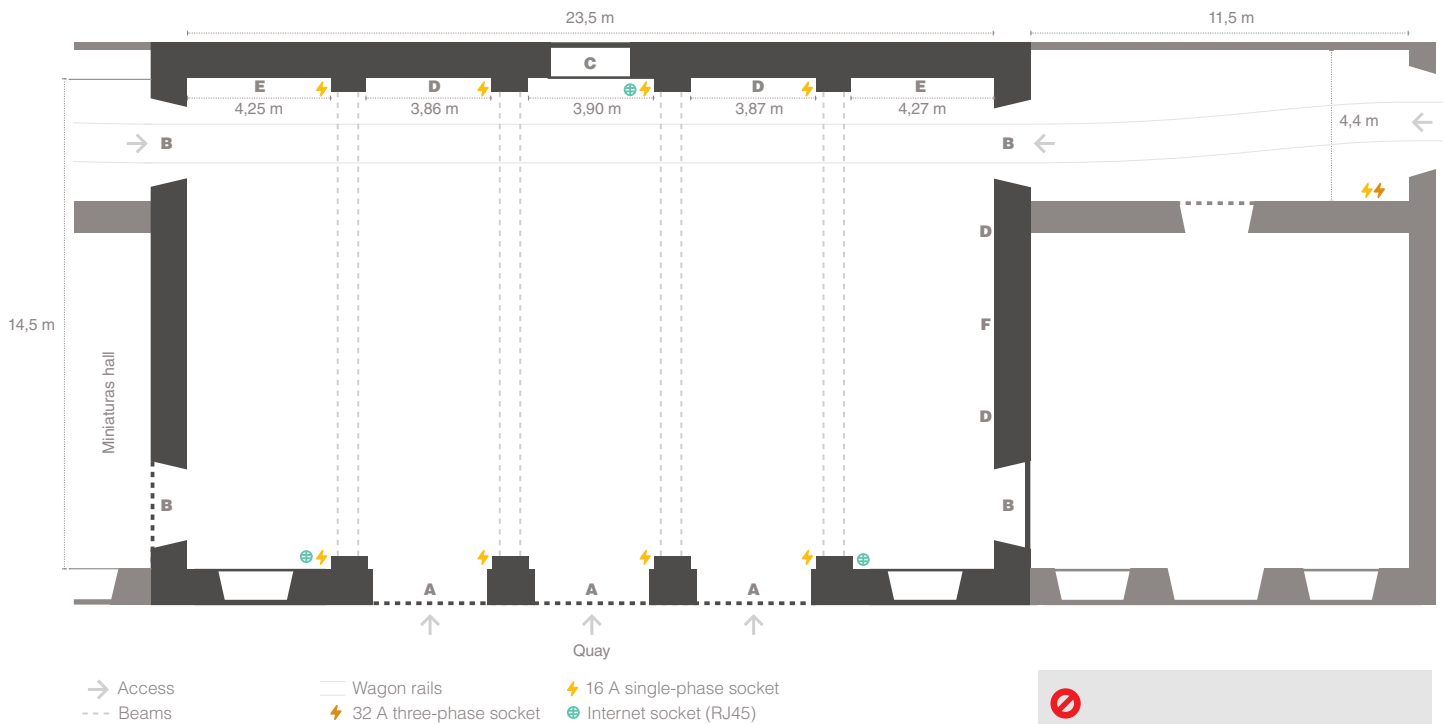 23,5 m 11,5 m
C
E D D E
4,25 m 3,86 m 3,90 m 3,87 m 4,27 m
4,4 m
B B
D
14,5 m F
Miniaturas hall
D
B B
A A A
Quay
Access Wagon rails 16 A single-phase socket
Beams 32 A three-phase socket Internet socket (RJ45)